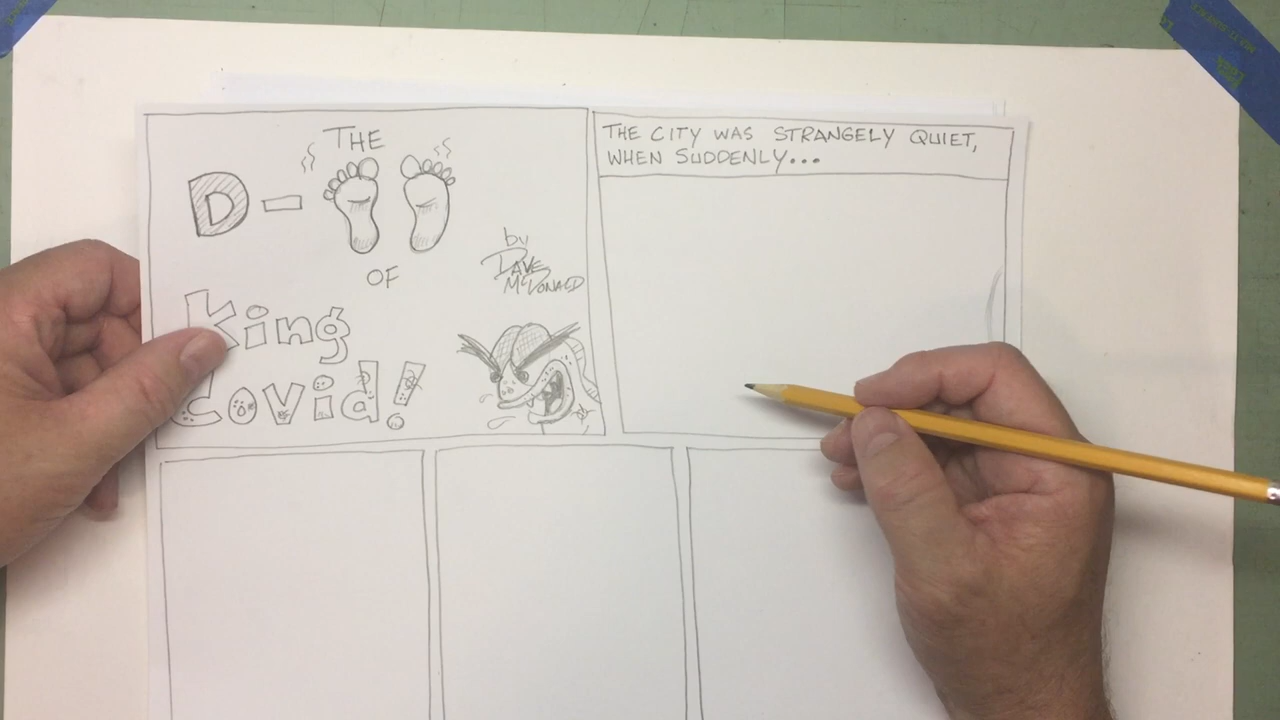 THE
D-
OF
King
Covid!
by
DAVE
McDONALD
THE CITY WAS STRANGELY QUIET,
WHEN SUDDENLY...